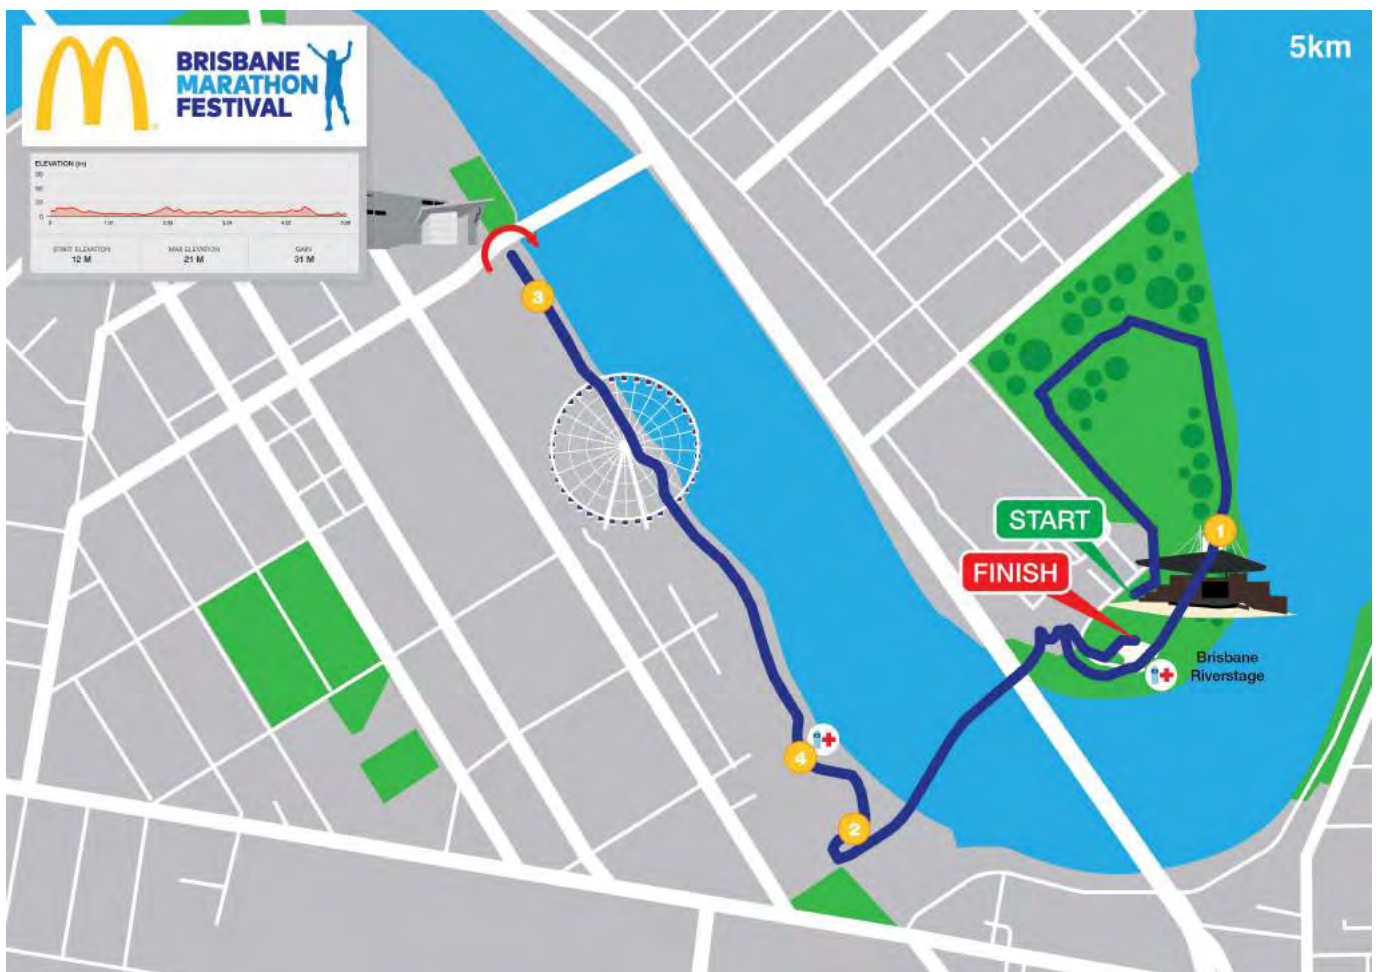 BRISBANE
MARATHON
FESTIVAL
5km
ELEVATION (m)
0
START ELEVATION
12 M
MAX ELEVATION
21 M
GAIN
31 M
3
START
1
FINISH
Brisbane
Riverstage
4
2